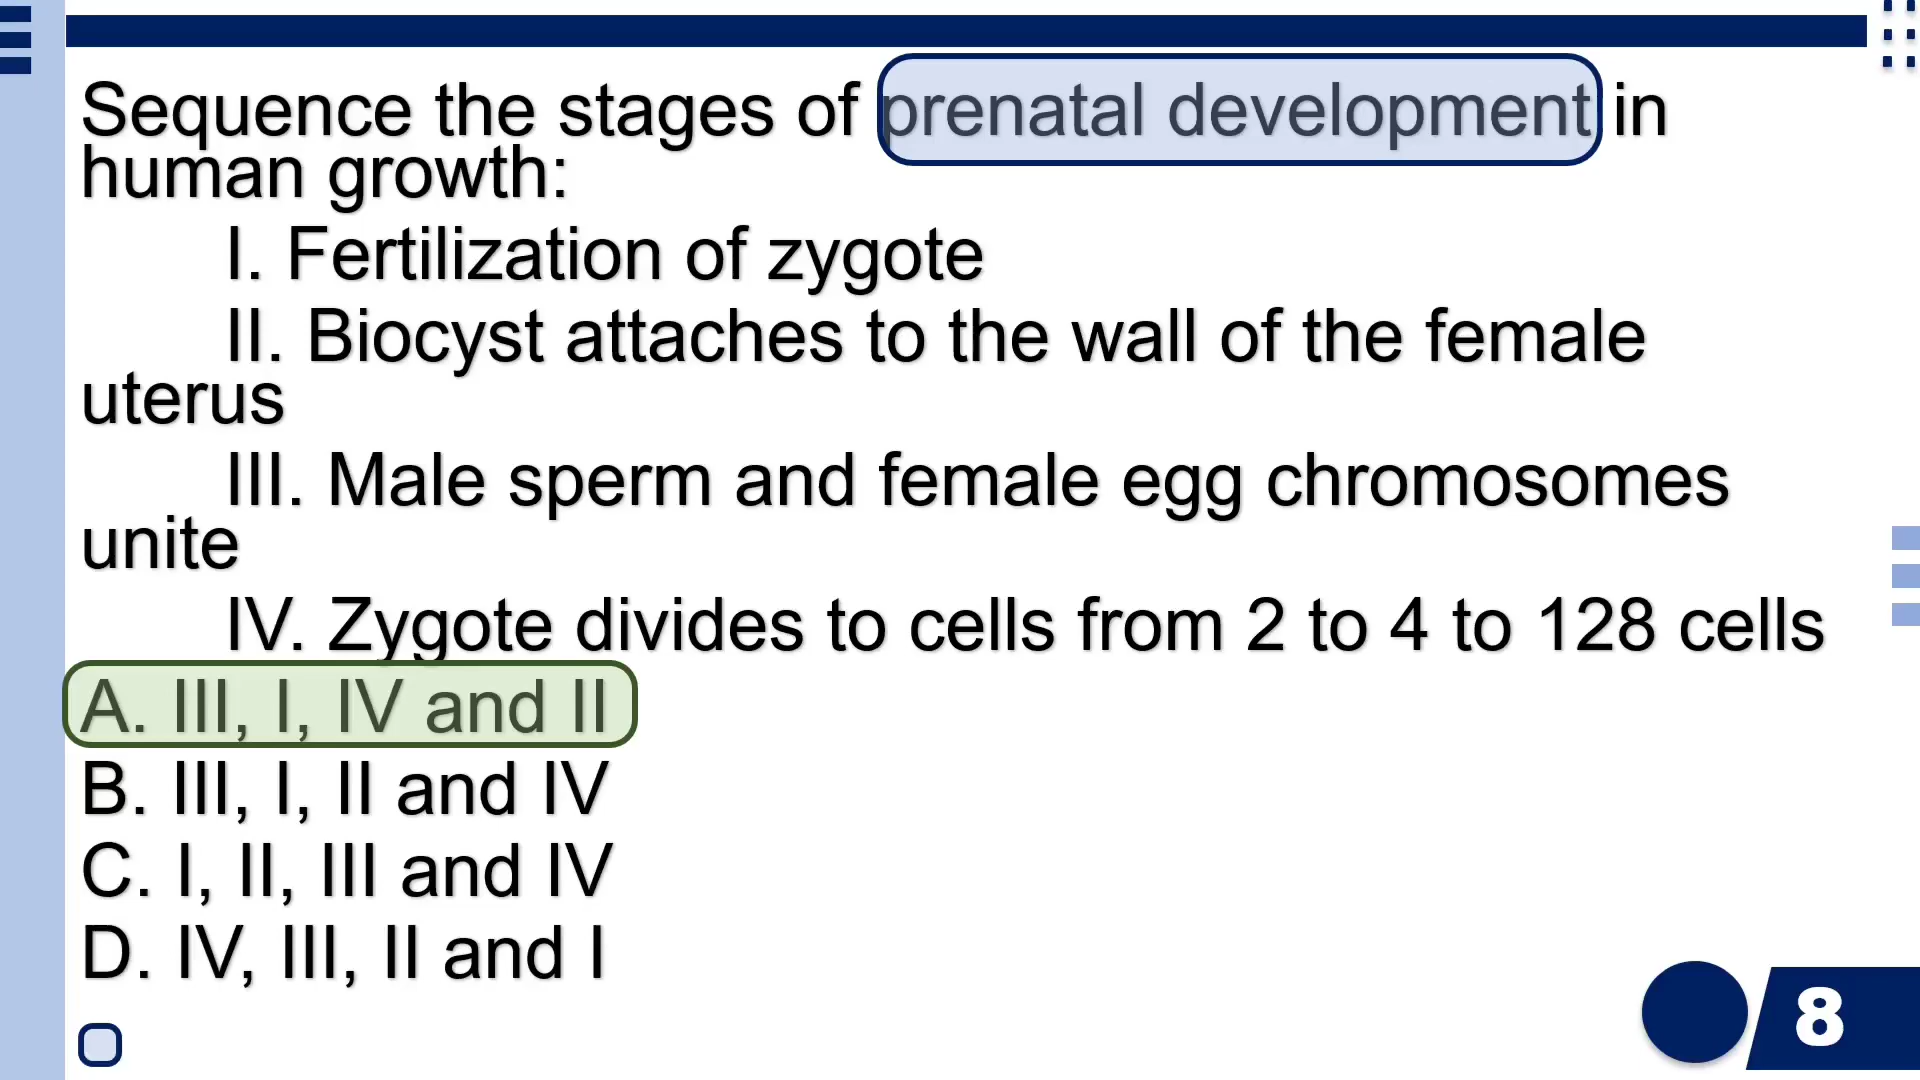 Sequence the stages of prenatal development in
human growth:
I. Fertilization of zygote
II. Biocyst attaches to the wall of the female
uterus
III. Male sperm and female egg chromosomes
unite
IV. Zygote divides to cells from 2 to 4 to 128 cells
A. III, I, IV and II
B. III, I, II and IV
C. I, II, III and IV
D. IV, III, II and I
8